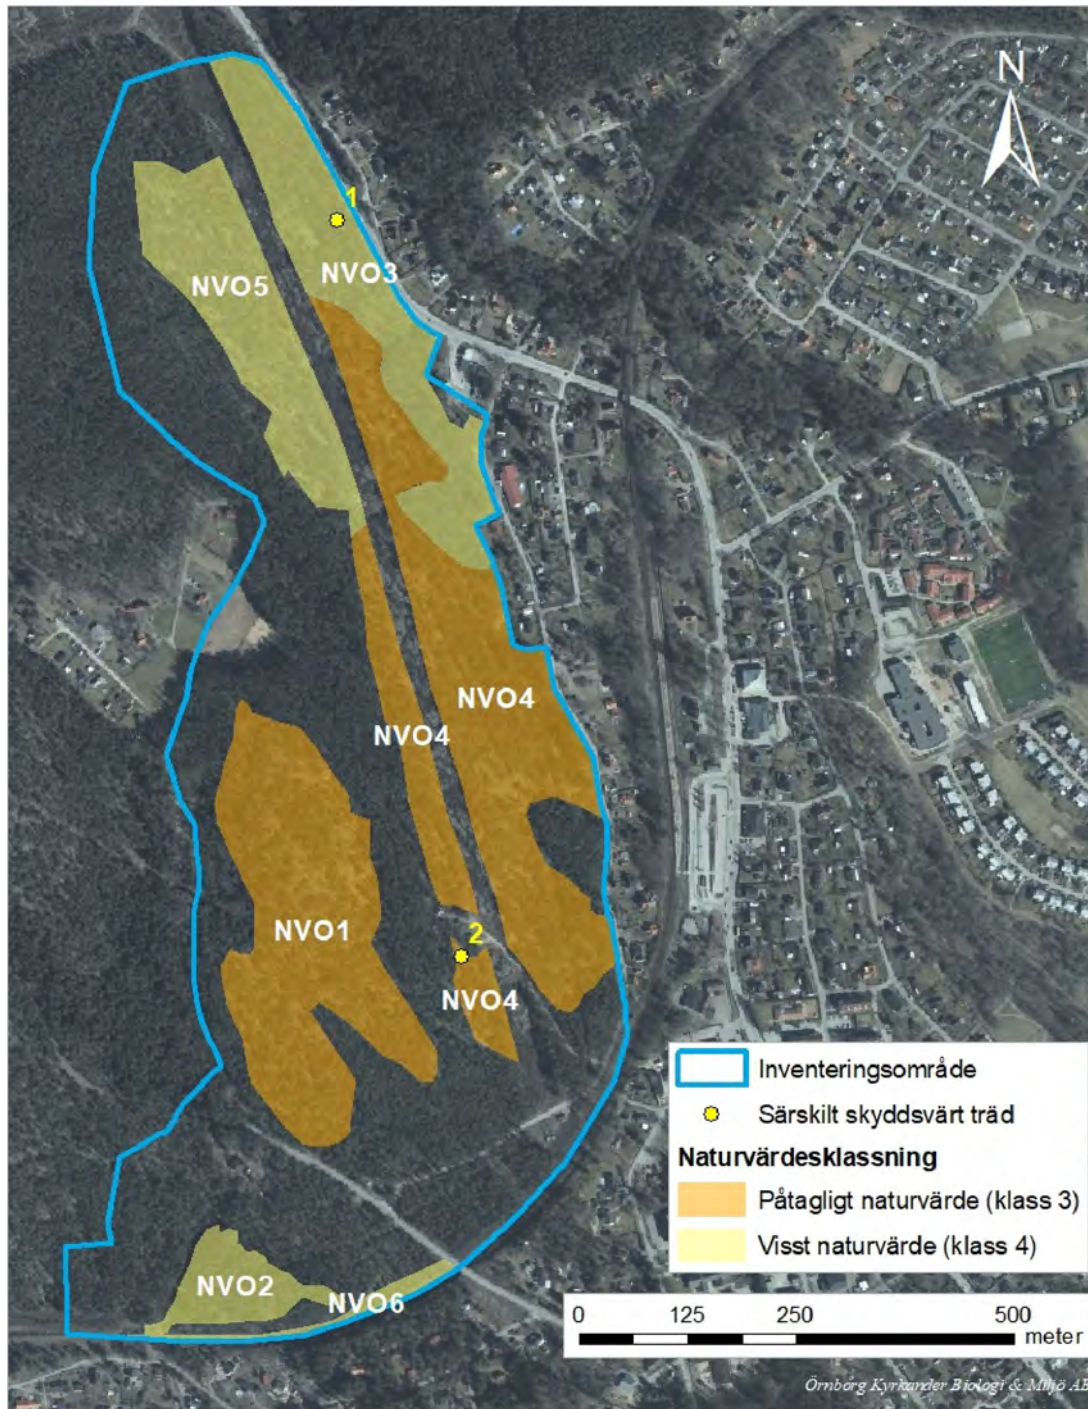 N
1
NVO3
NVO5
NVO4
NVO4
NVO1
2
NVO4
NVO2
NVO6
Inventeringsområde
Särskilt skyddsvärt träd
Naturvärdesklassning
Påtagligt naturvärde (klass 3)
Visst naturvärde (klass 4)
0 125 250 500
meter
Örnborg Kyrkander Biologi & Miljö AB